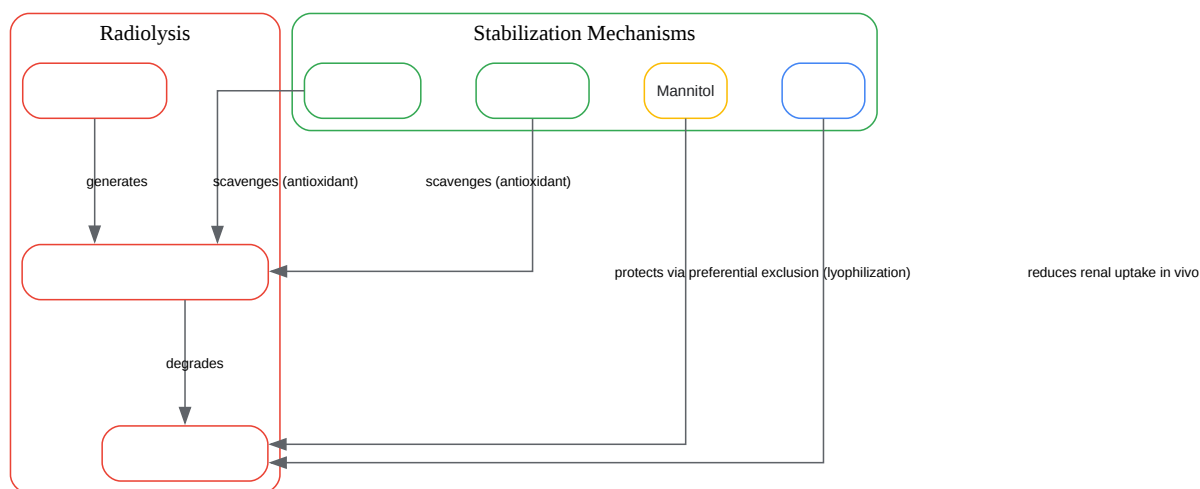 Radiolysis
Stabilization Mechanisms
Mannitol
generates
scavenges (antioxidant)
scavenges (antioxidant)
protects via preferential exclusion (lyophilization)
reduces renal uptake in vivo
degrades